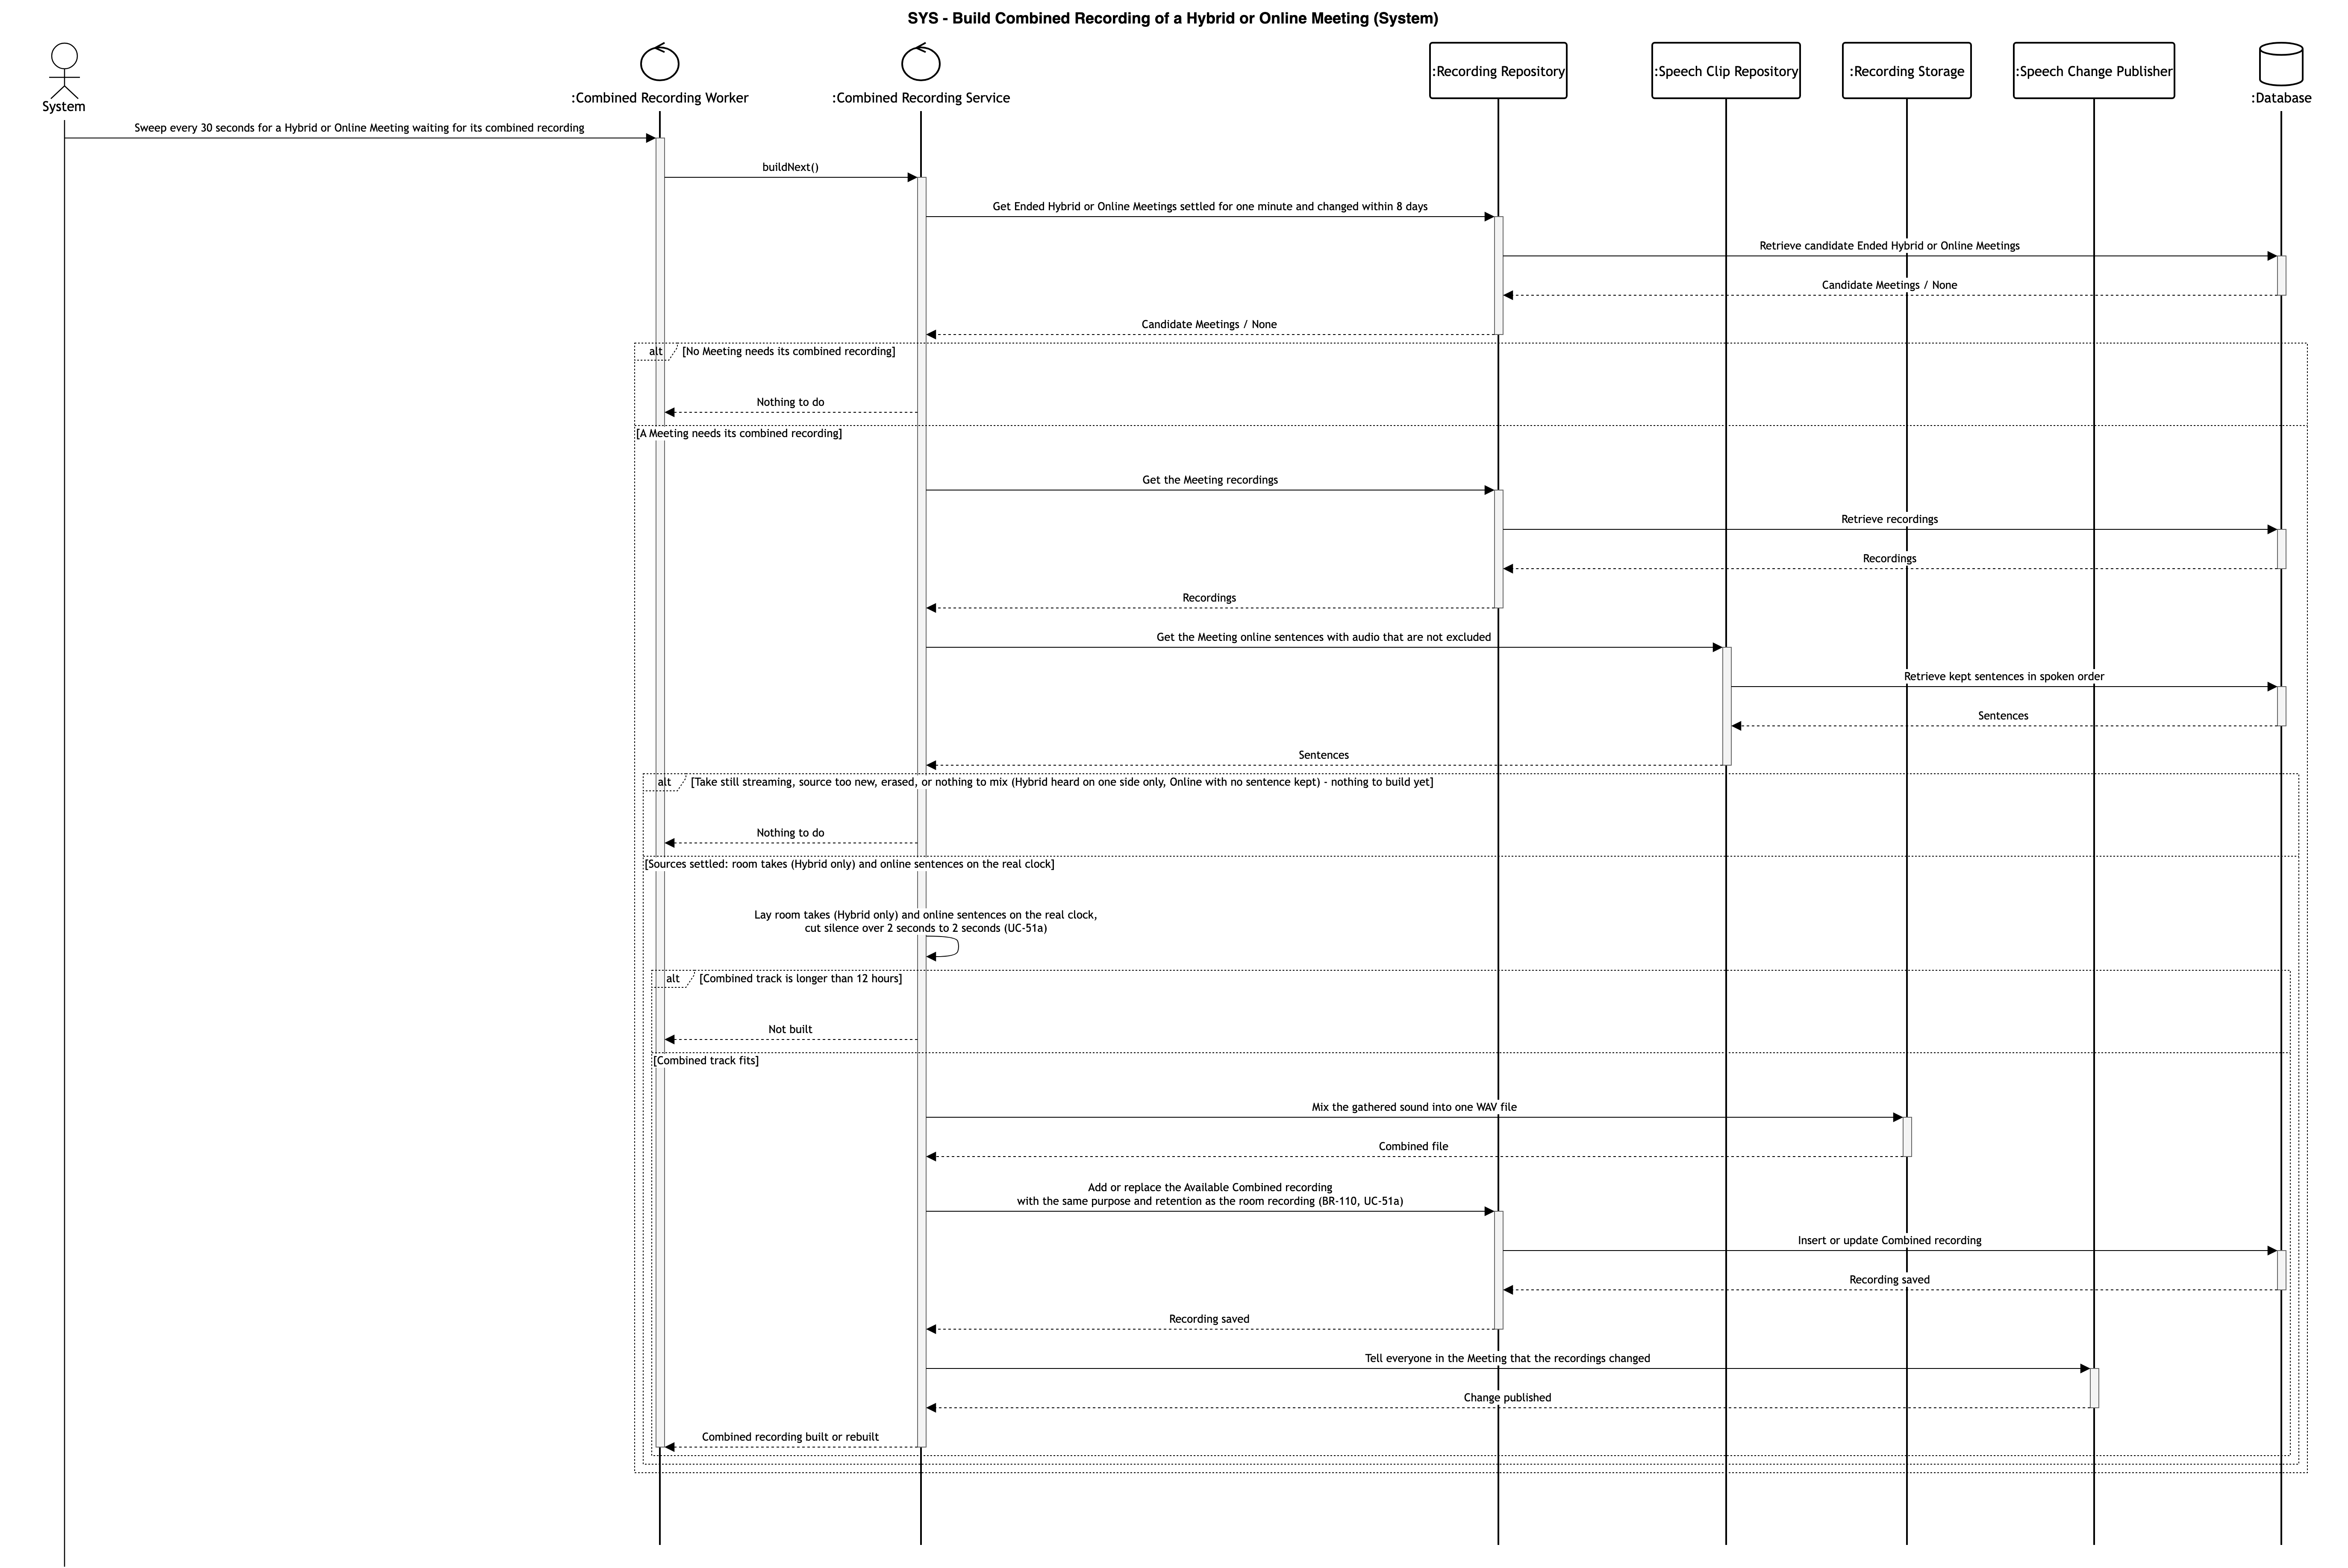 SYS - Build Combined Recording of a Hybrid or Online Meeting (System)
System
:Combined Recording Worker
:Combined Recording Service
:Recording Repository
:Speech Clip Repository
:Recording Storage
:Speech Change Publisher
:Database
Sweep every 30 seconds for a Hybrid or Online Meeting waiting for its combined recording
buildNext()
Get Ended Hybrid or Online Meetings settled for one minute and changed within 8 days
Retrieve candidate Ended Hybrid or Online Meetings
Candidate Meetings / None
Candidate Meetings / None
alt [No Meeting needs its combined recording]
Nothing to do
[A Meeting needs its combined recording]
Get the Meeting recordings
Retrieve recordings
Recordings
Recordings
Get the Meeting online sentences with audio that are not excluded
Retrieve kept sentences in spoken order
Sentences
Sentences
alt [Take still streaming, source too new, erased, or nothing to mix (Hybrid heard on one side only, Online with no sentence kept) - nothing to build yet]
Nothing to do
[Sources settled: room takes (Hybrid only) and online sentences on the real clock]
Lay room takes (Hybrid only) and online sentences on the real clock,
cut silence over 2 seconds to 2 seconds (UC-51a)
alt [Combined track is longer than 12 hours]
Not built
[Combined track fits]
Mix the gathered sound into one WAV file
Combined file
Add or replace the Available Combined recording
with the same purpose and retention as the room recording (BR-110, UC-51a)
Insert or update Combined recording
Recording saved
Recording saved
Tell everyone in the Meeting that the recordings changed
Change published
Combined recording built or rebuilt